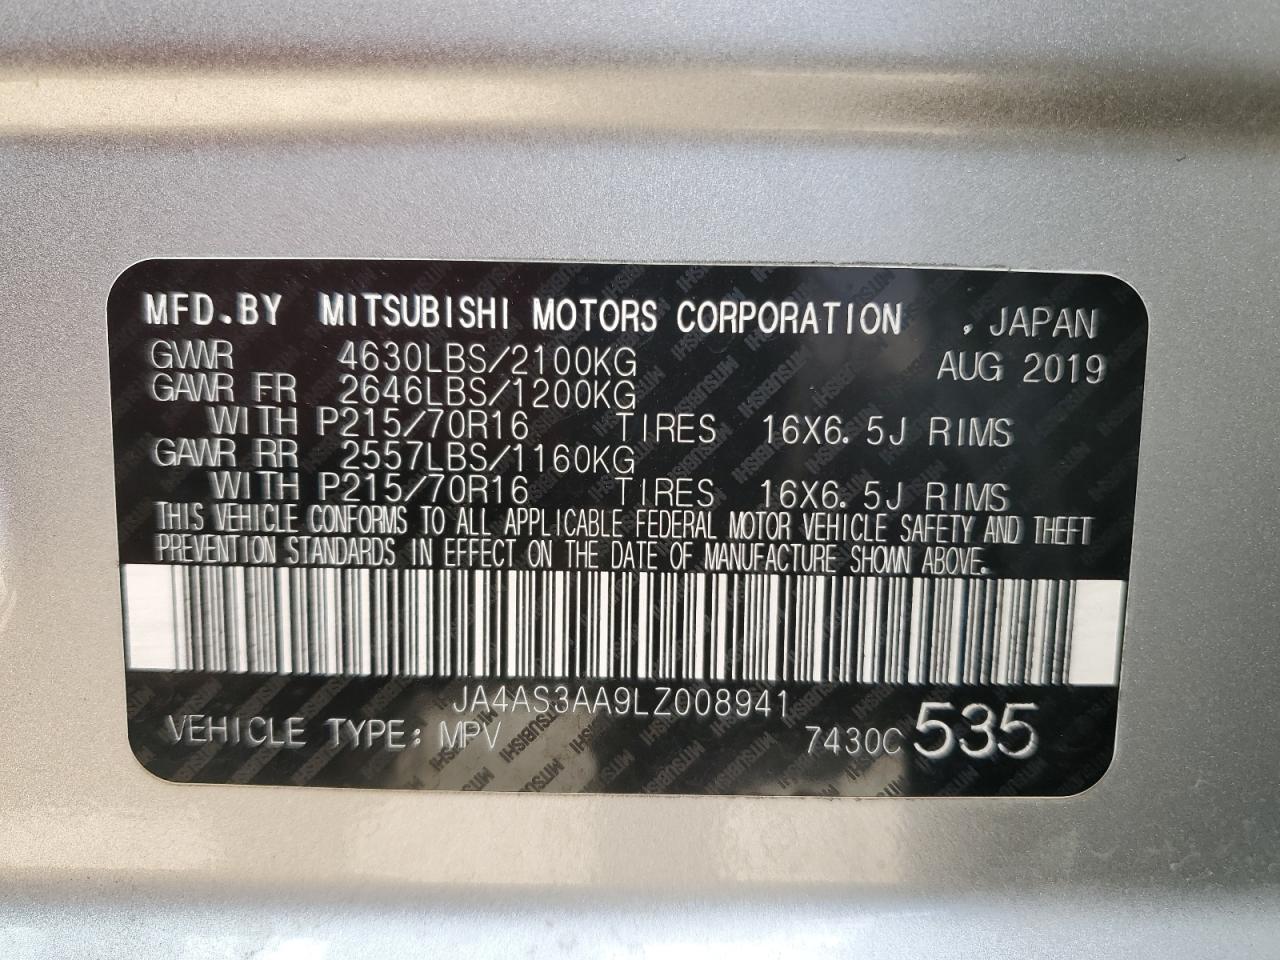 MFD.BY MITSUBISHI MOTORS CORPORATION , JAPAN
GVWR 4630LBS/2100KG AUG 2019
GAWR FR 2646LBS/1200KG
WITH P215/70R16 TIRES 16X6.5J RIMS
GAWR RR 2557LBS/1160KG
WITH P215/70R16 TIRES 16X6.5J RIMS
THIS VEHICLE CONFORMS TO ALL APPLICABLE FEDERAL MOTOR VEHICLE SAFETY AND THEFT
PREVENTION STANDARDS IN EFFECT ON THE DATE OF MANUFACTURE SHOWN ABOVE.
JA4AS3AA9LZ008941
VEHICLE TYPE: MPV 7430C 535